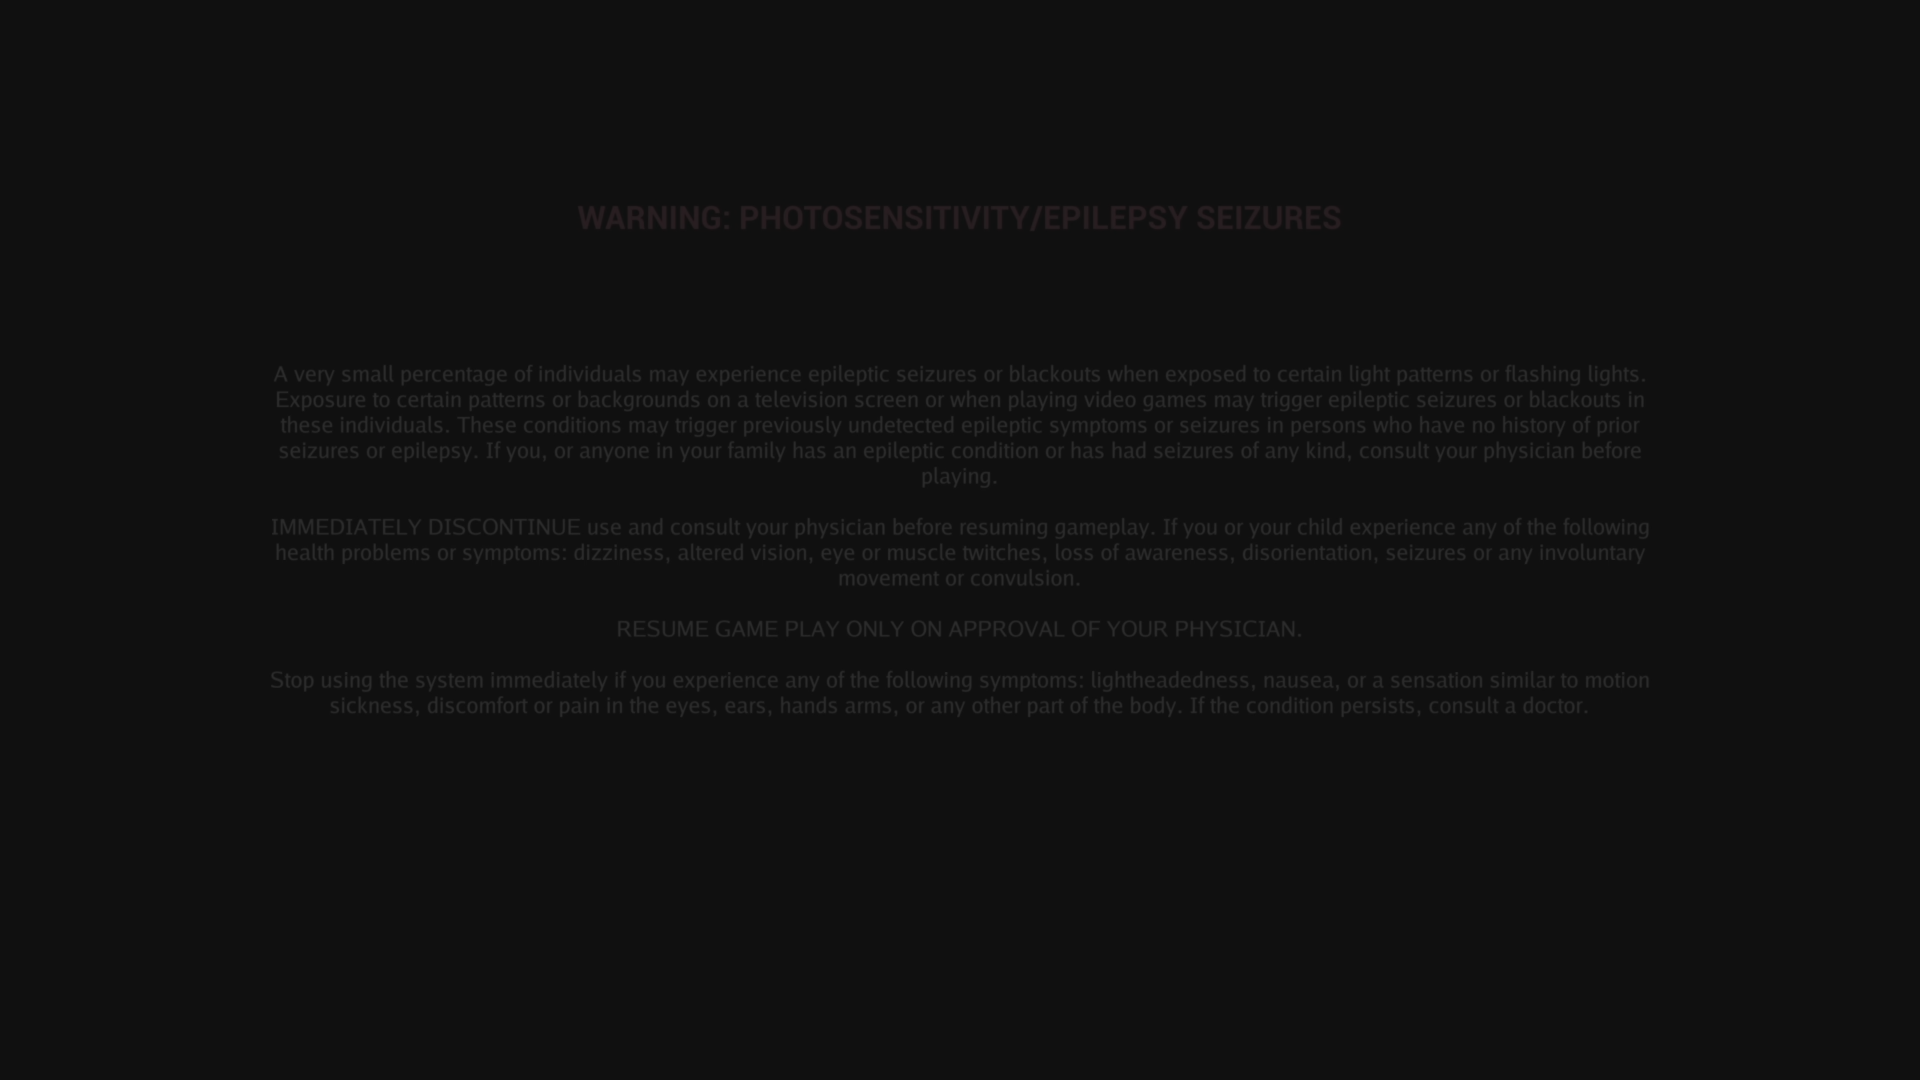 WARNING: PHOTOSENSITIVITY/EPILEPSY SEIZURES
A very small percentage of individuals may experience epileptic seizures or blackouts when exposed to certain light patterns or flashing lights.
Exposure to certain patterns or backgrounds on a television screen or when playing video games may trigger epileptic seizures or blackouts in
these individuals. These conditions may trigger previously undetected epileptic symptoms or seizures in persons who have no history of prior
seizures or epilepsy. If you, or anyone in your family has an epileptic condition or has had seizures of any kind, consult your physician before
playing.
IMMEDIATELY DISCONTINUE use and consult your physician before resuming gameplay. If you or your child experience any of the following
health problems or symptoms: dizziness, altered vision, eye or muscle twitches, loss of awareness, disorientation, seizures or any involuntary
movement or convulsion.
RESUME GAME PLAY ONLY ON APPROVAL OF YOUR PHYSICIAN.
Stop using the system immediately if you experience any of the following symptoms: lightheadedness, nausea, or a sensation similar to motion
sickness, discomfort or pain in the eyes, ears, hands arms, or any other part of the body. If the condition persists, consult a doctor.